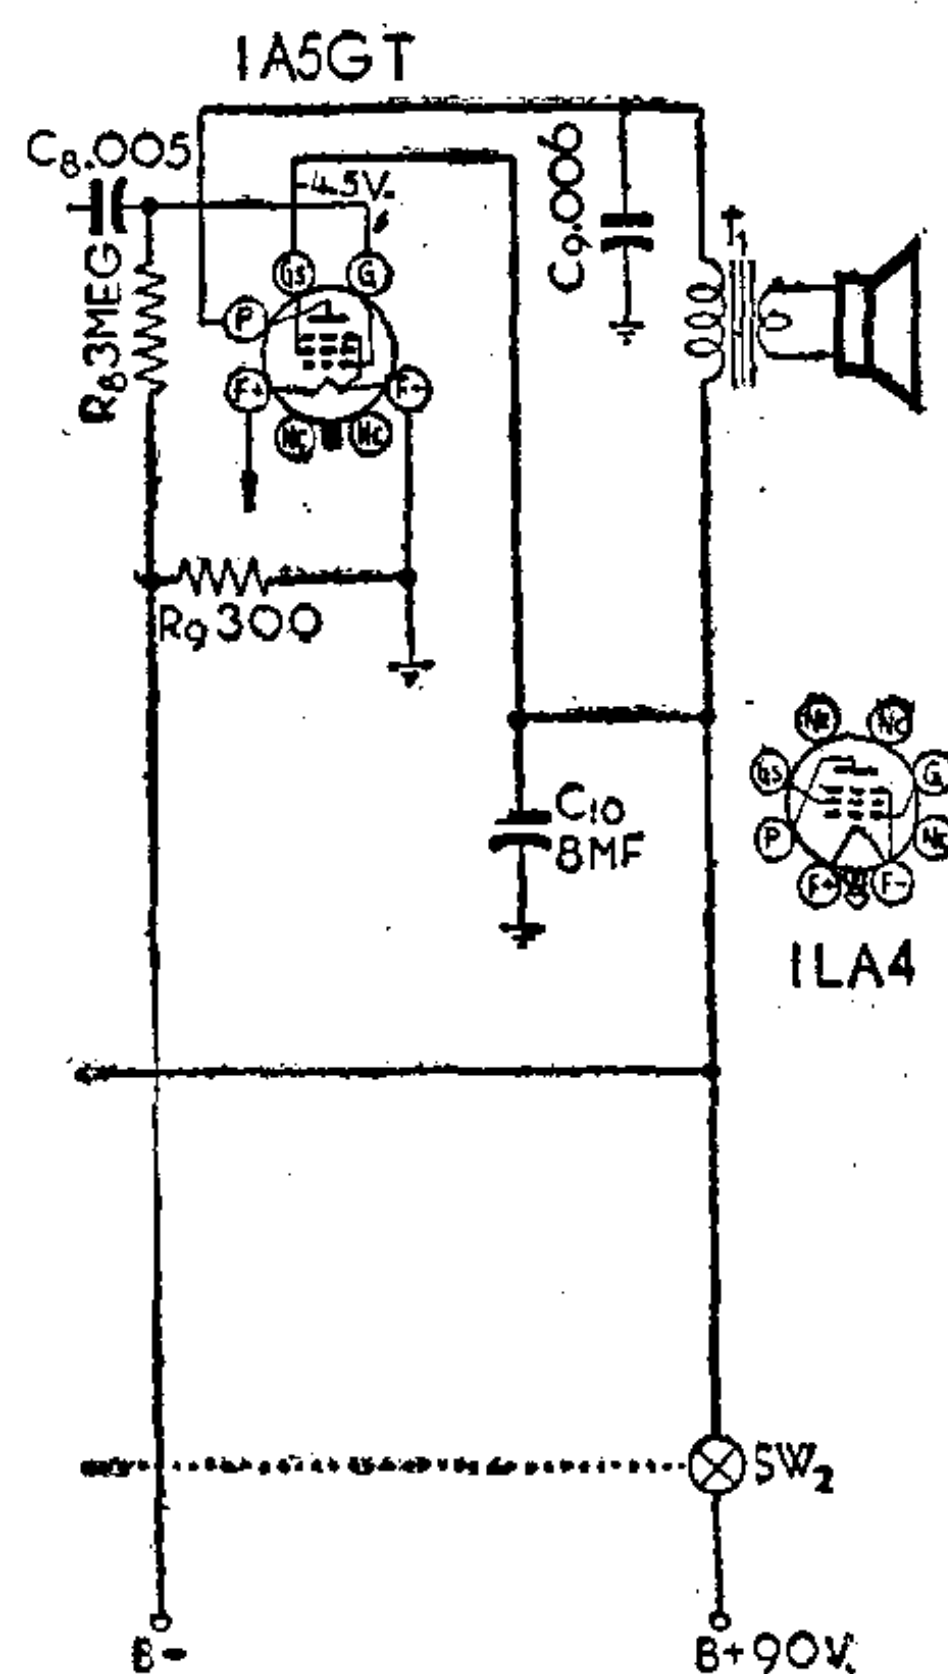 1A5GT
C8 .005
-4.5V.
C9 .006
T1
R8 3MEG
GS
G
P
F+
F-
NC
NC
R9 300
NC
NC
GS
G
P
NC
F+
F-
C10
8MF
1LA4
SW2
B-
B+90V.